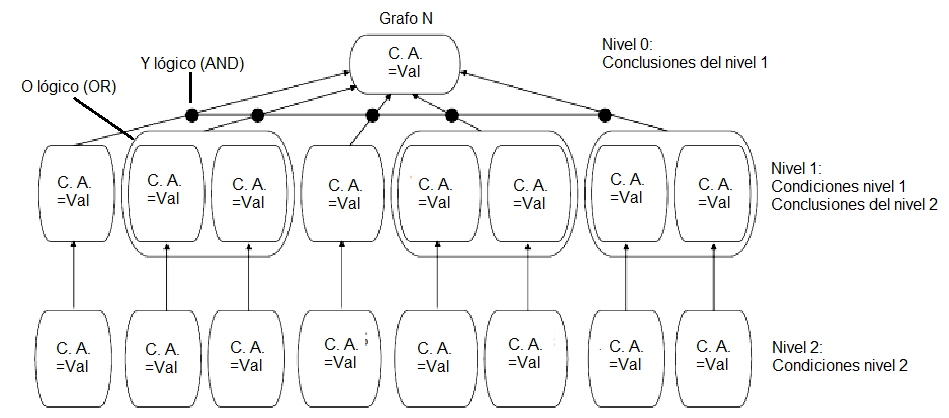 Grafo N
C. A.
=Val
Nivel 0:
Conclusiones del nivel 1
Y lógico (AND)
O lógico (OR)
C. A.
=Val
C. A.
=Val
C. A.
=Val
C. A.
=Val
C. A.
=Val
C. A.
=Val
C. A.
=Val
C. A.
=Val
Nivel 1:
Condiciones nivel 1
Conclusiones del nivel 2
C. A.
=Val
C. A.
=Val
C. A.
=Val
C. A.
=Val
C. A.
=Val
C. A.
=Val
C. A.
=Val
C. A.
=Val
Nivel 2:
Condiciones nivel 2